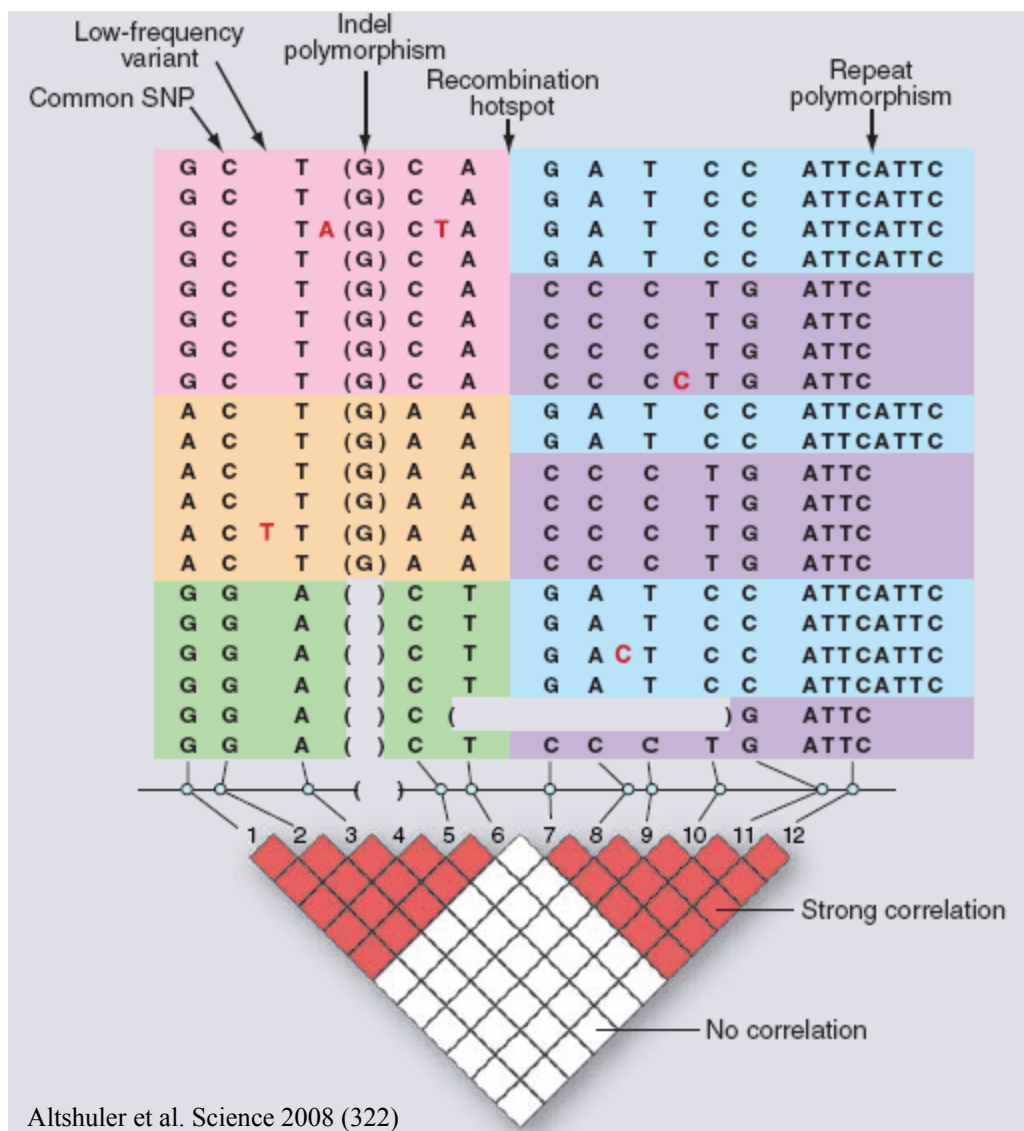 Low-frequency
variant
Indel
polymorphism
Common SNP
Recombination
hotspot
Repeat
polymorphism
G C T (G) C A G A T C C ATTCATTC
G C T (G) C A G A T C C ATTCATTC
G C T A (G) C T A G A T C C ATTCATTC
G C T (G) C A G A T C C ATTCATTC
G C T (G) C A C C C T G ATTC
G C T (G) C A C C C T G ATTC
G C T (G) C A C C C T G ATTC
G C T (G) C A C C C C T G ATTC
A C T (G) A A G A T C C ATTCATTC
A C T (G) A A G A T C C ATTCATTC
A C T (G) A A C C C T G ATTC
A C T (G) A A C C C T G ATTC
A C T T (G) A A C C C T G ATTC
A C T (G) A A C C C T G ATTC
G G A ( ) C T G A T C C ATTCATTC
G G A ( ) C T G A T C C ATTCATTC
G G A ( ) C T G A C T C C ATTCATTC
G G A ( ) C T G A T C C ATTCATTC
G G A ( ) C ( ) G ATTC
G G A ( ) C T C C C T G ATTC
( )
1 2 3 4 5 6 7 8 9 10 11 12
Strong correlation
No correlation
Altshuler et al. Science 2008 (322)